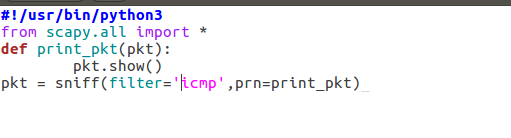 #!/usr/bin/python3
from scapy.all import *
def print_pkt(pkt):
        pkt.show()
pkt = sniff(filter='icmp',prn=print_pkt)